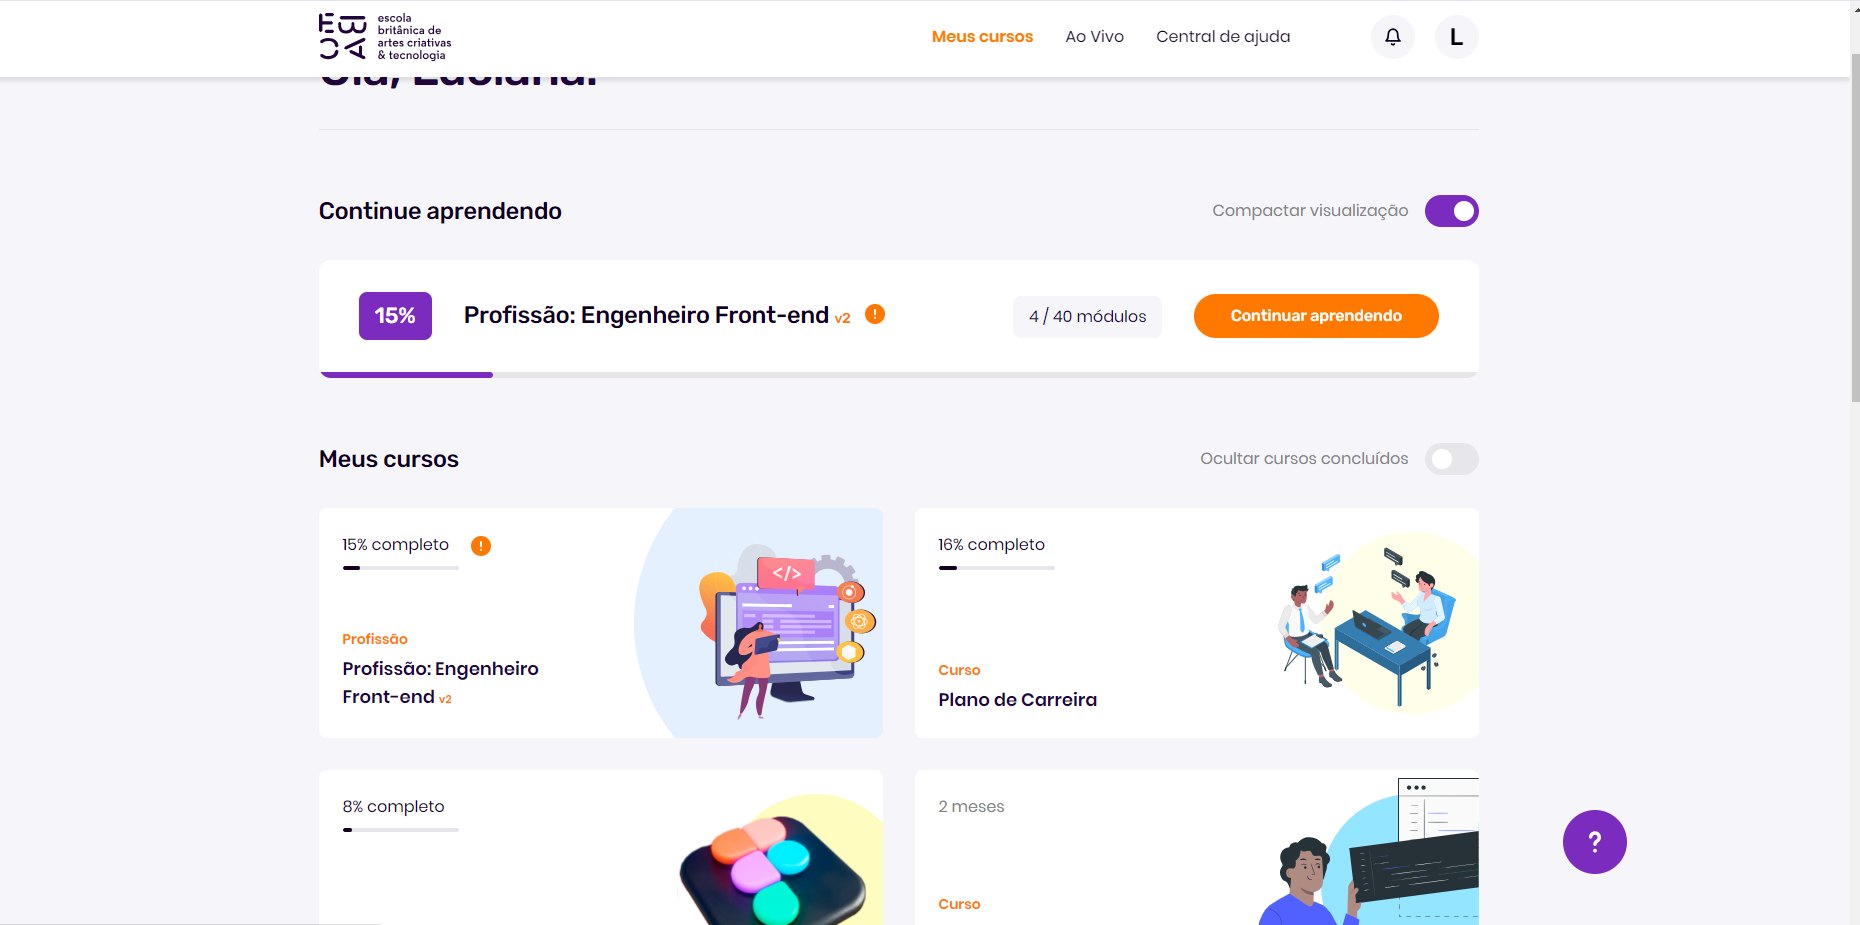 escola
britânica de
artes criativas
& tecnologia
Meus cursos
Ao Vivo
Central de ajuda
L
Olá, Luciana!
Continue aprendendo
Compactar visualização
15%
Profissão: Engenheiro Front-end v2
!
4 / 40 módulos
Continuar aprendendo
Meus cursos
Ocultar cursos concluídos
15% completo
!
Profissão
Profissão: Engenheiro
Front-end v2
</>
16% completo
Curso
Plano de Carreira
8% completo
2 meses
Curso
?